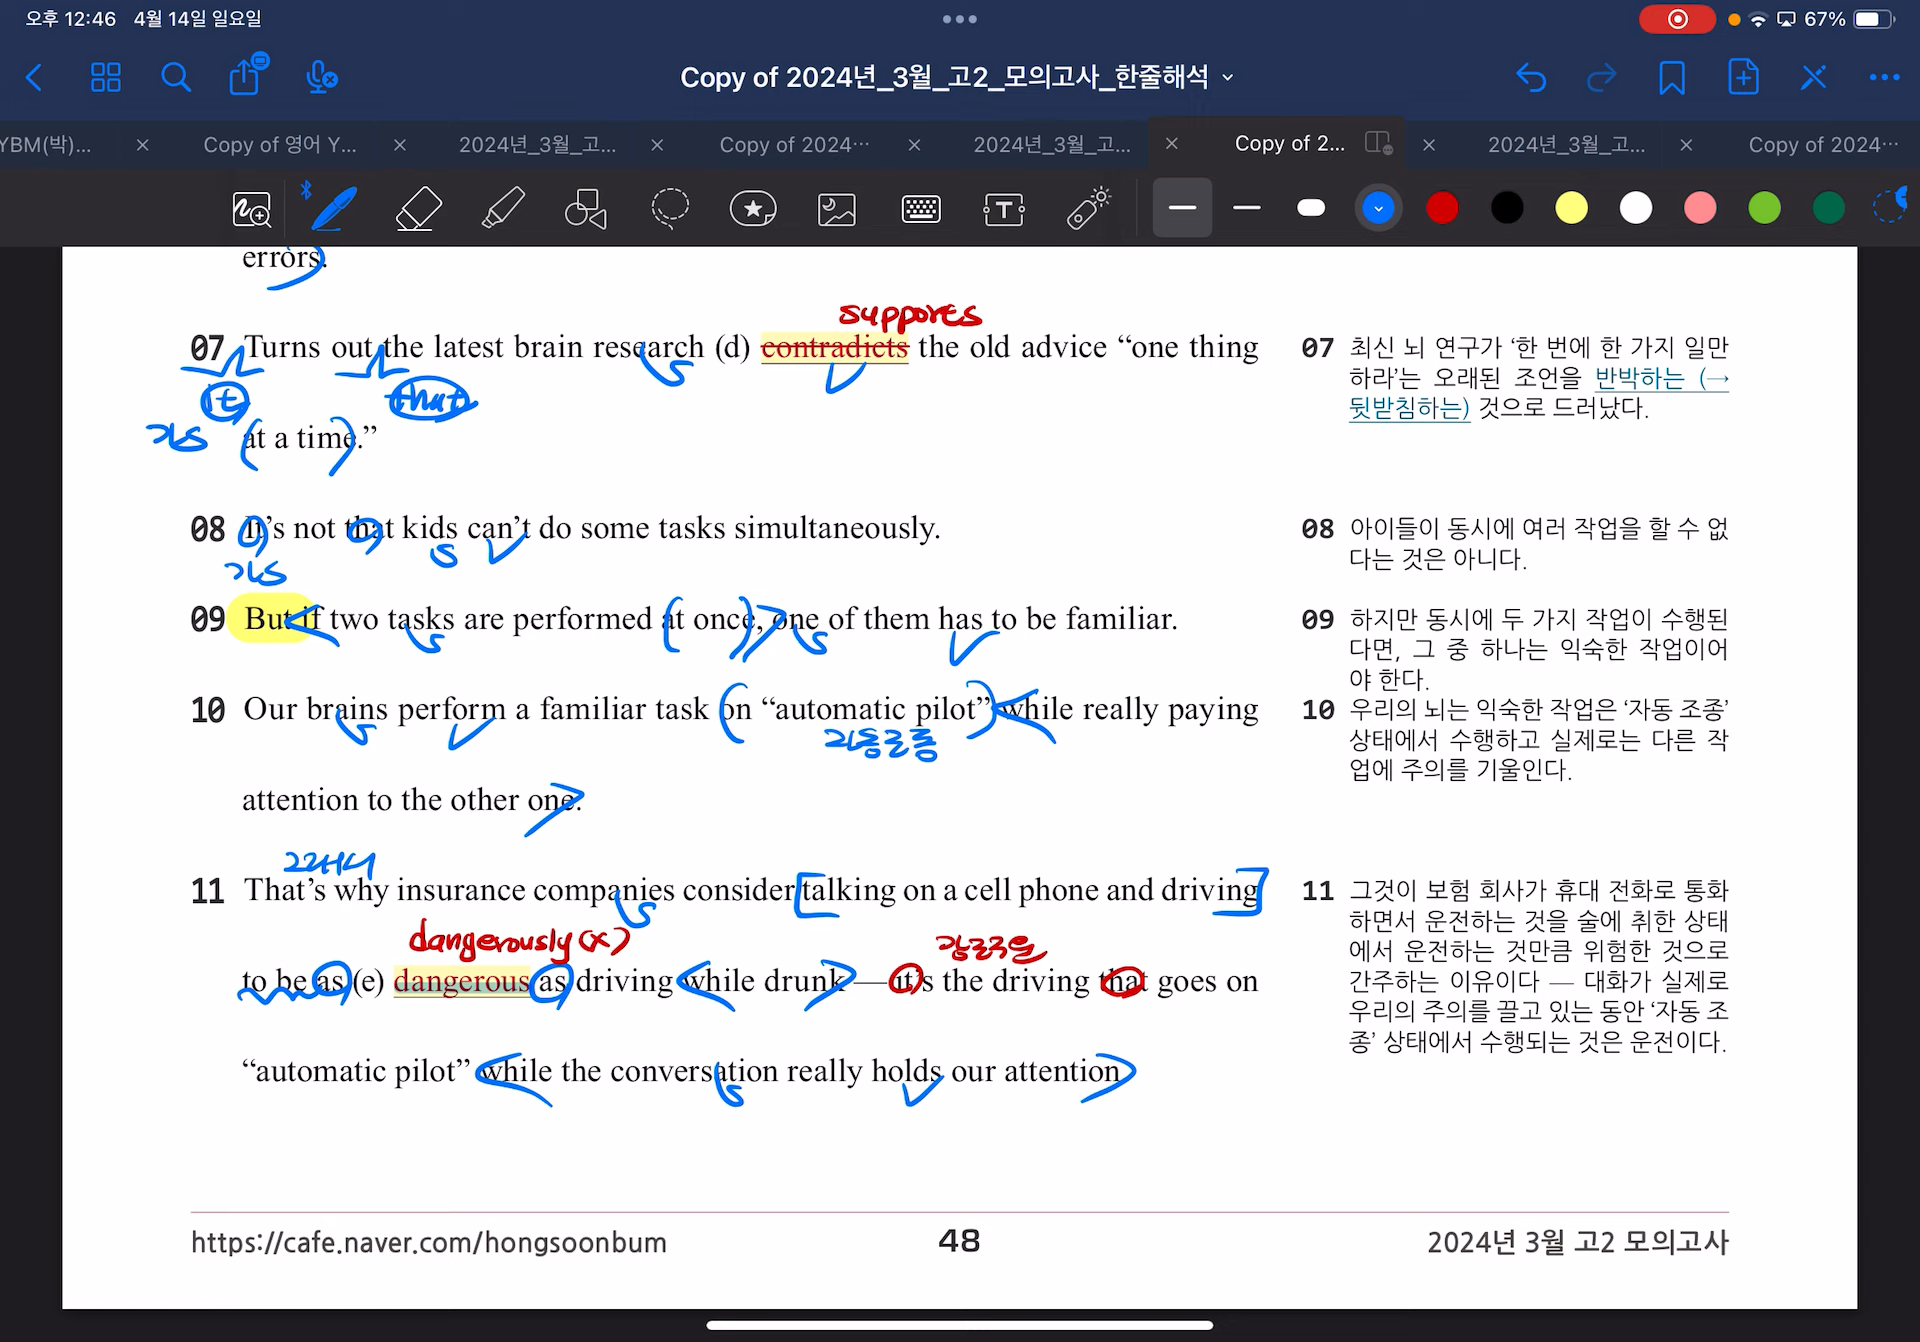 오후 12:46 4월 14일 일요일
67%
Copy of 2024년_3월_고2_모의고사_한줄해석
YBM(박)...
Copy of 영어 Y...
2024년_3월_고...
Copy of 2024...
2024년_3월_고...
Copy of 2...
2024년_3월_고...
Copy of 2024...
errors.
supports
07 Turns out the latest brain research (d) contradicts the old advice “one thing
it
that
가S
at a time.”
07 최신 뇌 연구가 ‘한 번에 한 가지 일만
하라’는 오래된 조언을 반박하는 (→
뒷받침하는) 것으로 드러났다.
08 It’s not that kids can’t do some tasks simultaneously.
S
가S
08 아이들이 동시에 여러 작업을 할 수 없
다는 것은 아니다.
09 But if two tasks are performed at once, one of them has to be familiar.
S
S
09 하지만 동시에 두 가지 작업이 수행된
다면, 그 중 하나는 익숙한 작업이어
야 한다.
10 Our brains perform a familiar task on “automatic pilot” while really paying
S
attention to the other one.
10 우리의 뇌는 익숙한 작업은 ‘자동 조종’
상태에서 수행하고 실제로는 다른 작
업에 주의를 기울인다.
그래서
11 That’s why insurance companies consider talking on a cell phone and driving
S
dangerously(x)
강조구문
to be as (e) dangerous as driving while drunk — it’s the driving that goes on
“automatic pilot” while the conversation really holds our attention
S
11 그것이 보험 회사가 휴대 전화로 통화
하면서 운전하는 것을 술에 취한 상태
에서 운전하는 것만큼 위험한 것으로
간주하는 이유이다 — 대화가 실제로
우리의 주의를 끌고 있는 동안 ‘자동 조
종’ 상태에서 수행되는 것은 운전이다.
https://cafe.naver.com/hongsoonbum
48
2024년 3월 고2 모의고사